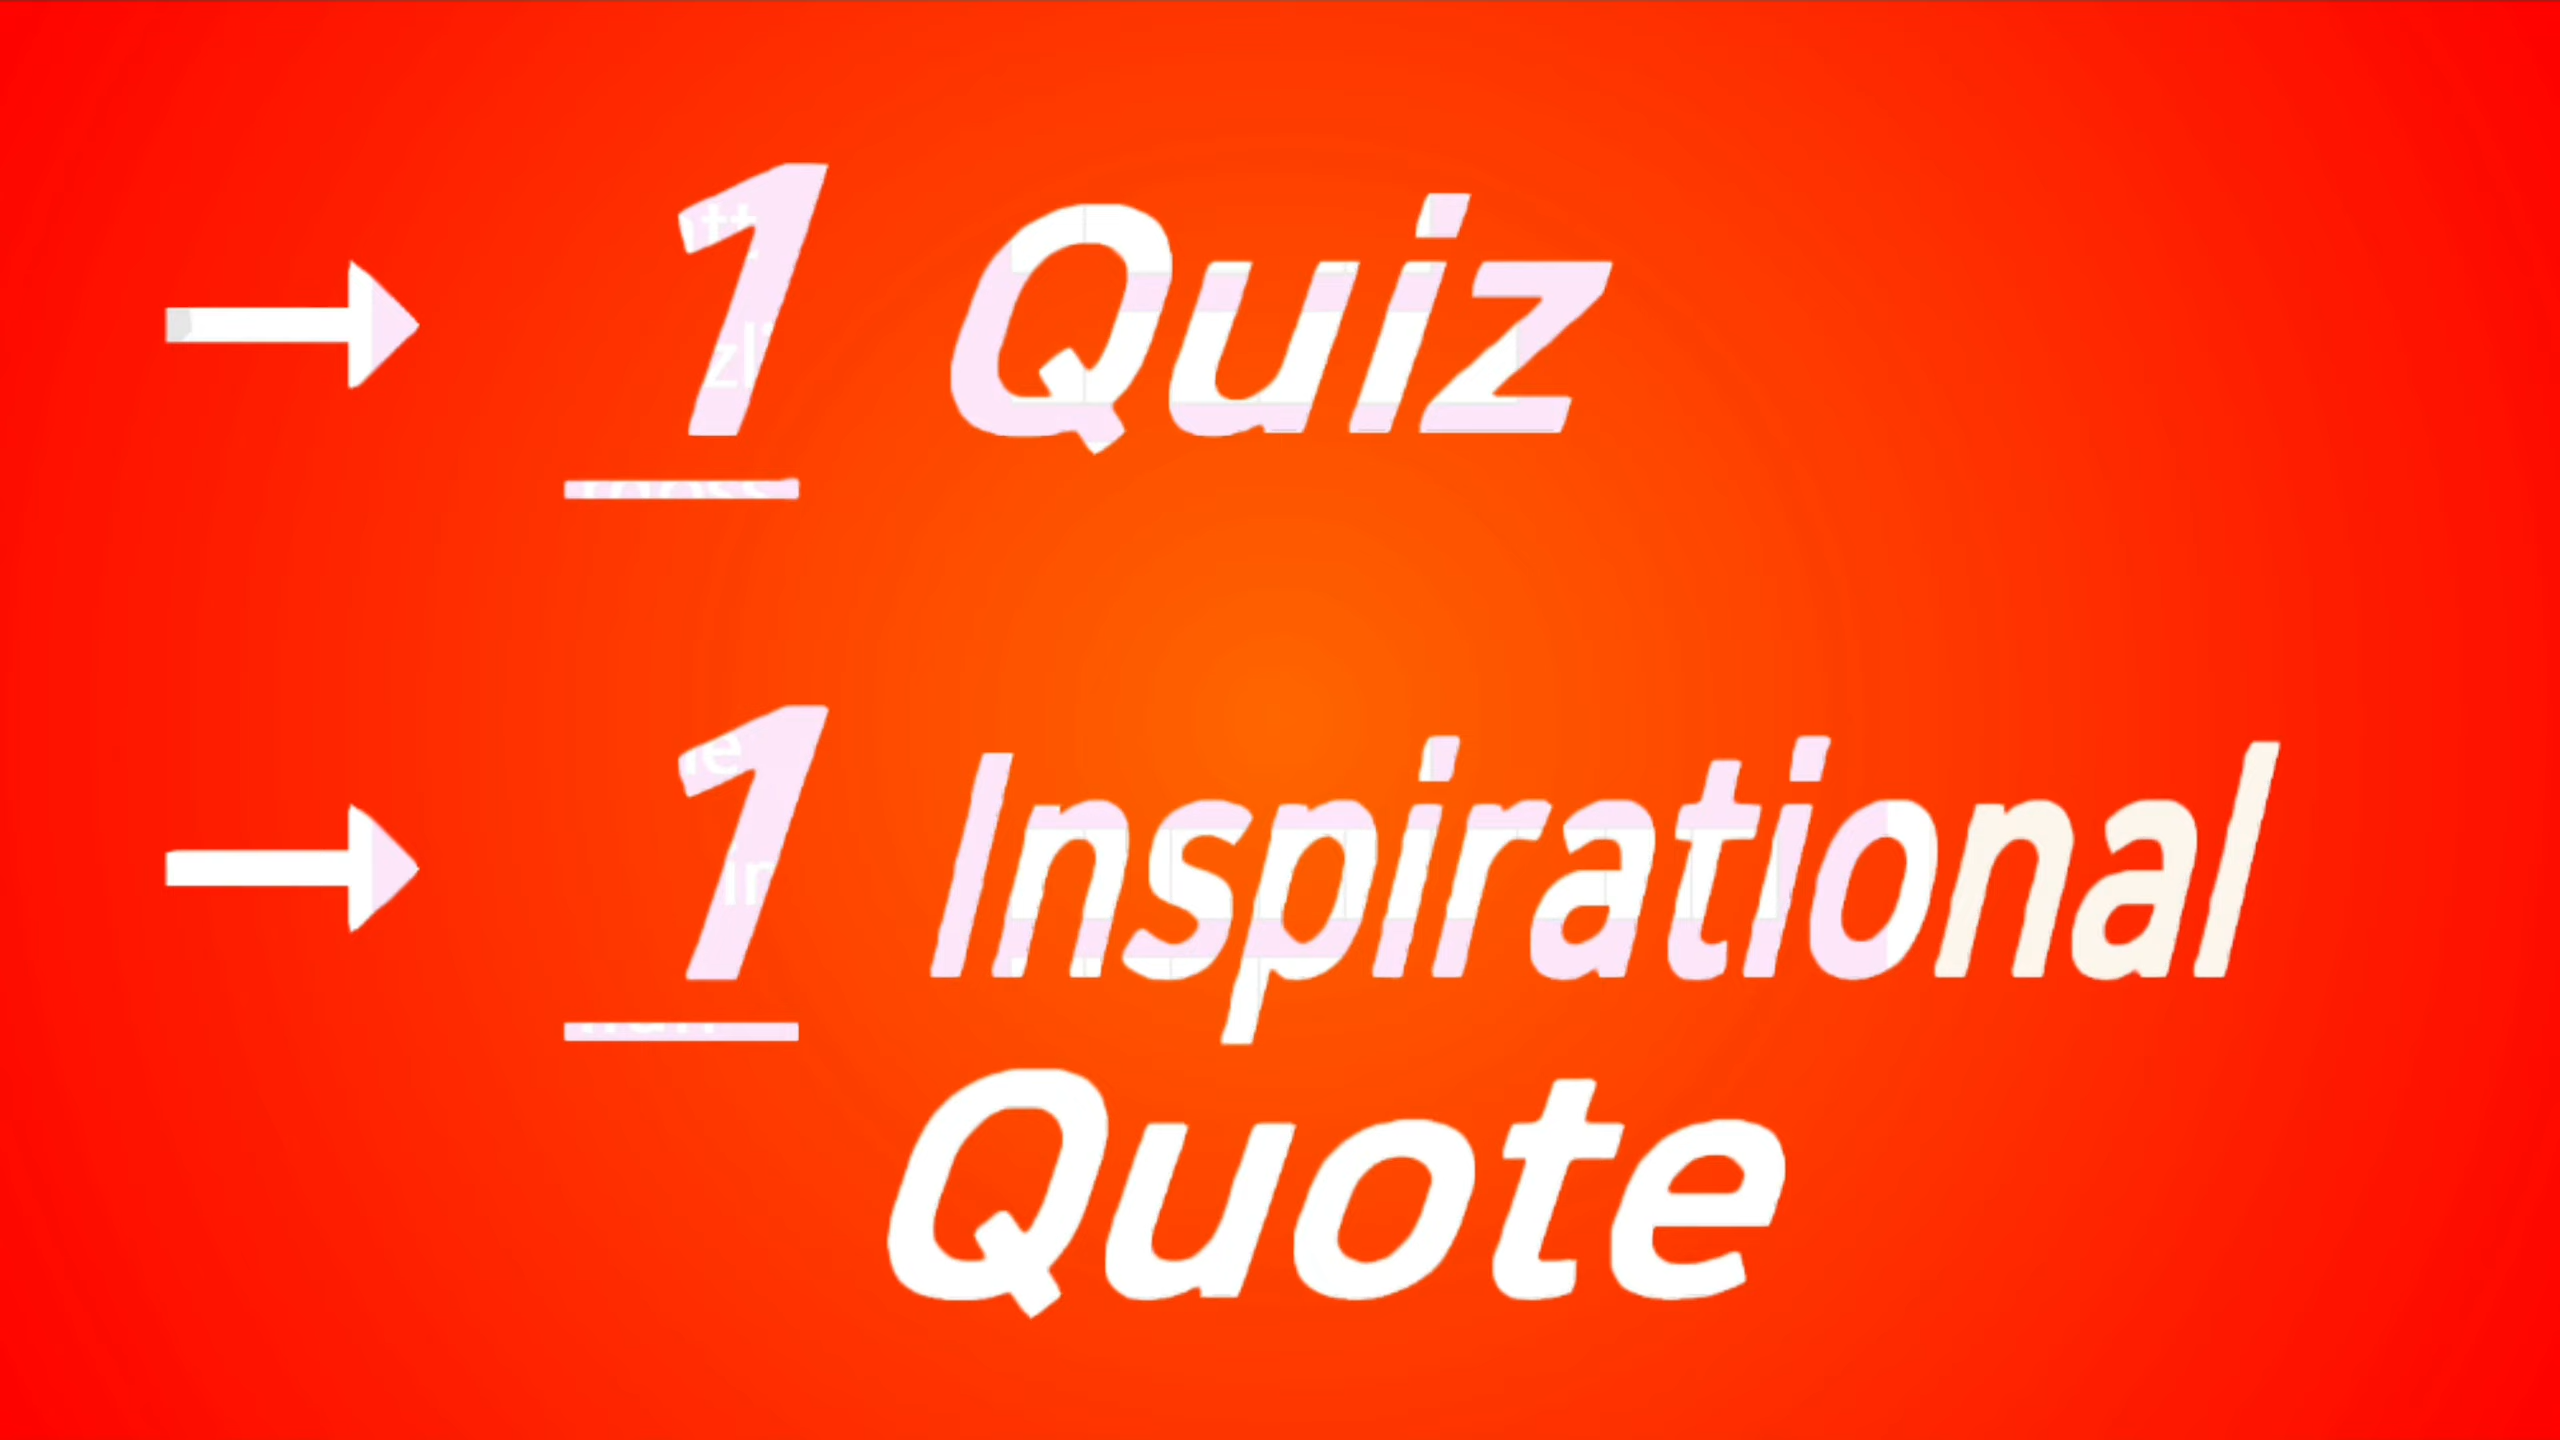 → 1 Quiz
→ 1 Inspirational
Quote